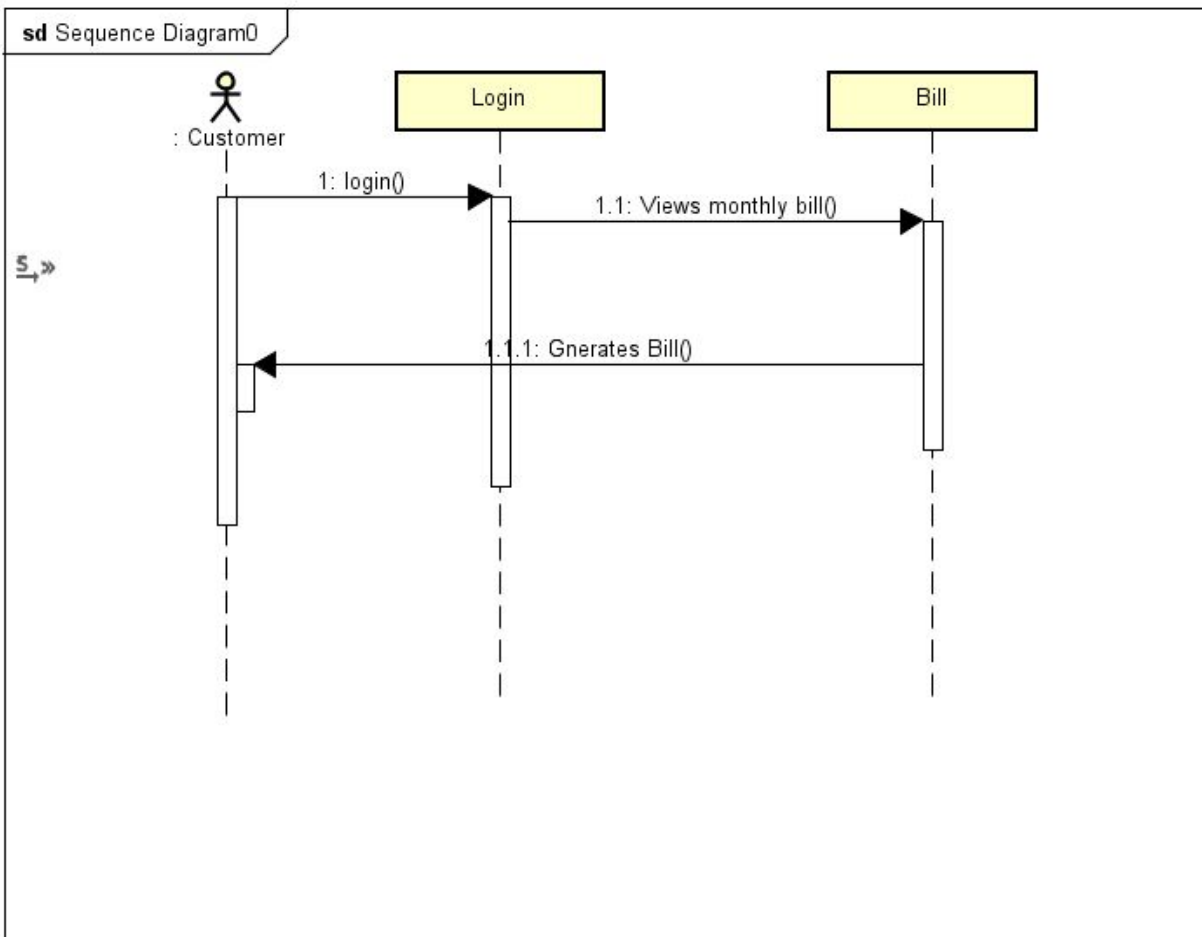 sd Sequence Diagram0
Login
Bill
: Customer
1: login()
1.1: Views monthly bill()
S »
1.1.1: Gnerates Bill()